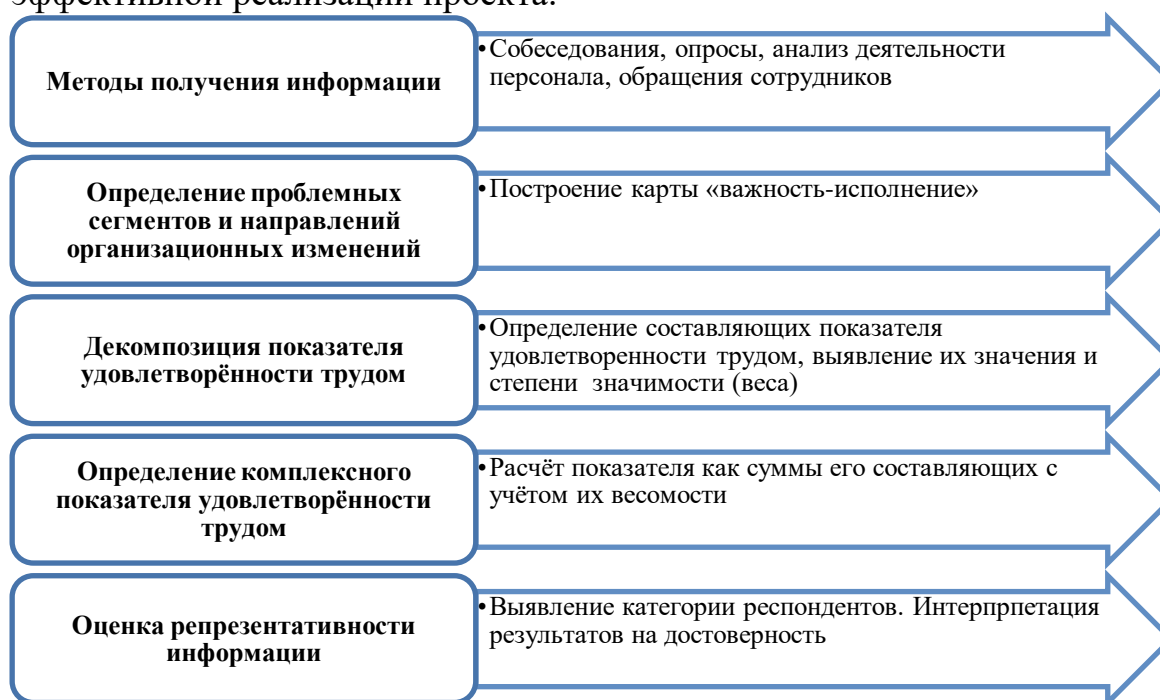 эффективной реализации проекта.
Методы получения информации
•Собеседования, опросы, анализ деятельности
персонала, обращения сотрудников
Определение проблемных
сегментов и направлений
организационных изменений
•Построение карты «важность-исполнение»
Декомпозиция показателя
удовлетворённости трудом
•Определение составляющих показателя
удовлетворенности трудом, выявление их значения и
степени значимости (веса)
Определение комплексного
показателя удовлетворённости
трудом
•Расчёт показателя как суммы его составляющих с
учётом их весомости
Оценка репрезентативности
информации
•Выявление категории респондентов. Интерпрпетация
результатов на достоверность